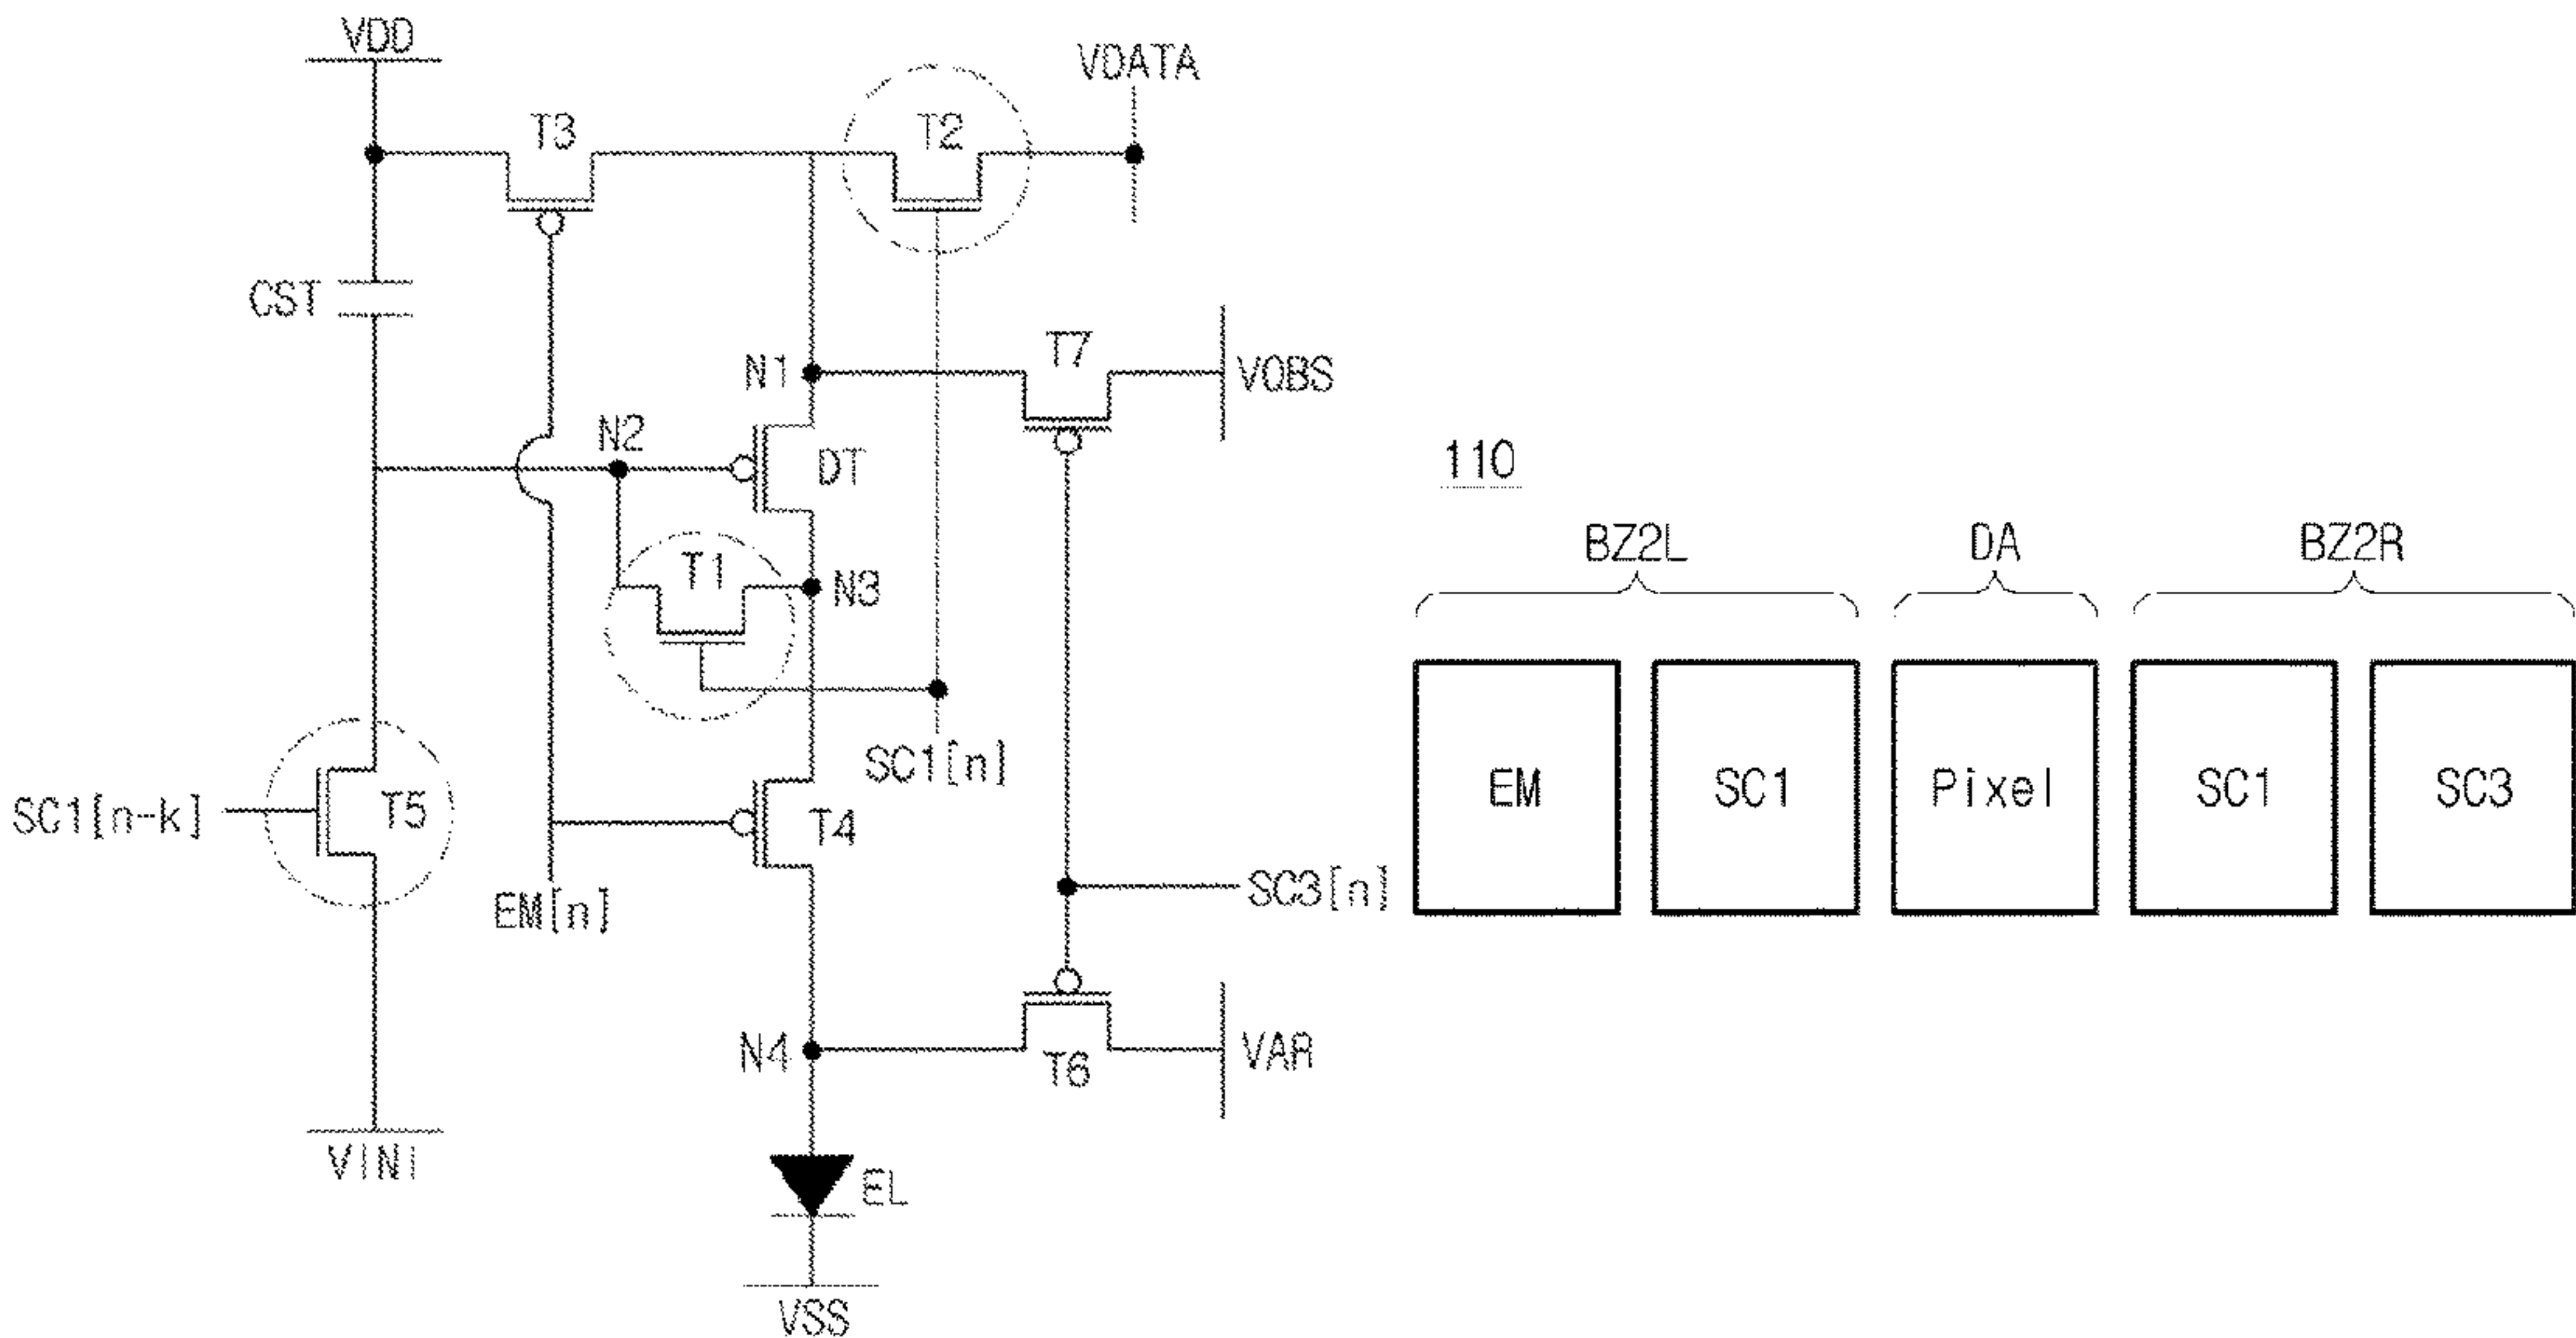 VDD
VDATA
T3
T2
CST
N1
T7
VOBS
N2
DT
110
T1
N3
BZ2L
DA
BZ2R
SC1[n]
SC1[n-k]
T5
T4
EM
SC1
Pixel
SC1
SC3
EM[n]
SC3[n]
N4
T6
VAR
VINI
EL
VSS